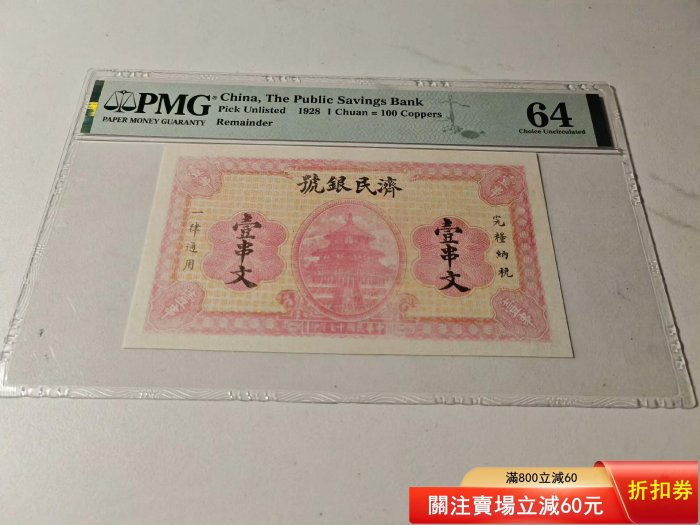 PMG
PAPER MONEY GUARANTY
China, The Public Savings Bank
Pick Unlisted 1928 1 Chuan = 100 Coppers
Remainder
64
Choice Uncirculated
號銀民濟
完糧納稅
壹串文
壹串文
一律通用
滿800立減60
關注賣場立減60元
折扣券